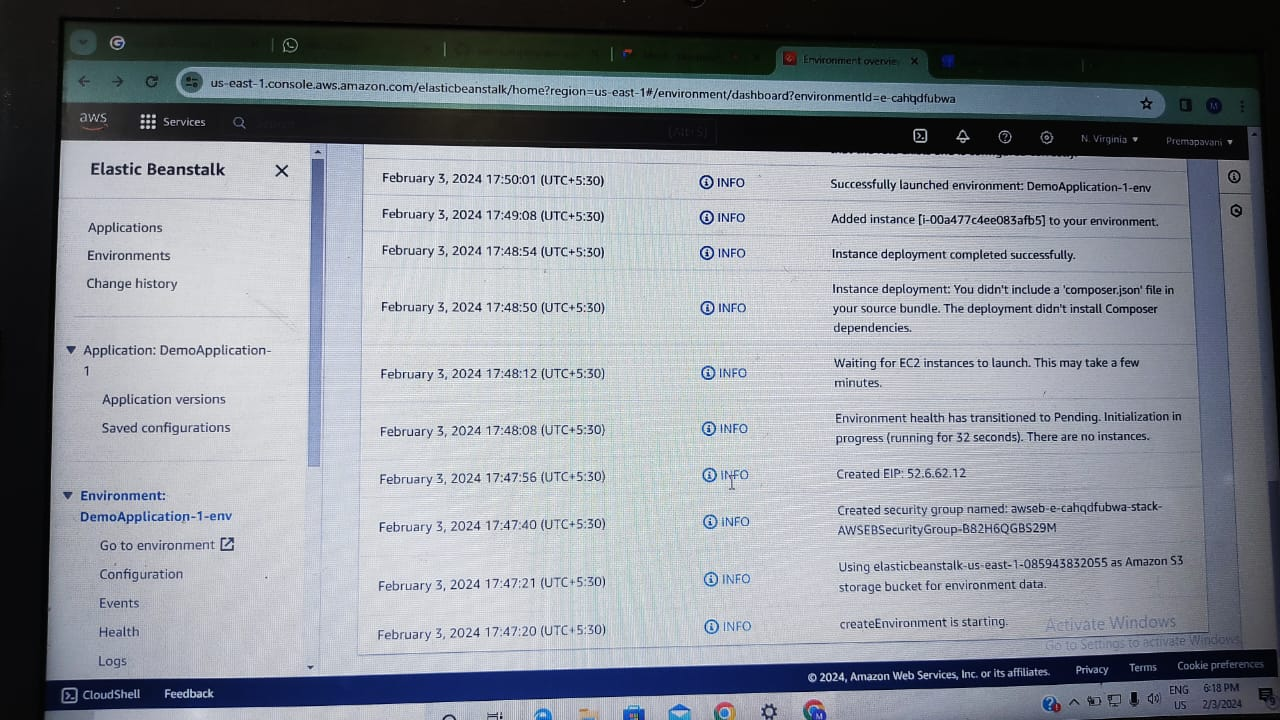 Environment overvie
us-east-1.console.aws.amazon.com/elasticbeanstalk/home?region=us-east-1#/environment/dashboard?environmentId=e-cahqdfubwa
M
aws
Services
[Alt+S]
N. Virginia
Premapavani
Elastic Beanstalk
Applications
Environments
Change history
Application: DemoApplication-
1
Application versions
Saved configurations
Environment:
DemoApplication-1-env
Go to environment
Configuration
Events
Health
Logs
February 3, 2024 17:50:01 (UTC+5:30) INFO Successfully launched environment: DemoApplication-1-env
February 3, 2024 17:49:08 (UTC+5:30) INFO Added instance [i-00a477c4ee083afb5] to your environment.
February 3, 2024 17:48:54 (UTC+5:30) INFO Instance deployment completed successfully.
February 3, 2024 17:48:50 (UTC+5:30) INFO Instance deployment: You didn't include a 'composer.json' file in
your source bundle. The deployment didn't install Composer
dependencies.
February 3, 2024 17:48:12 (UTC+5:30) INFO Waiting for EC2 instances to launch. This may take a few
minutes.
February 3, 2024 17:48:08 (UTC+5:30) INFO Environment health has transitioned to Pending. Initialization in
progress (running for 32 seconds). There are no instances.
February 3, 2024 17:47:56 (UTC+5:30) INFO Created EIP: 52.6.62.12
February 3, 2024 17:47:40 (UTC+5:30) INFO Created security group named: awseb-e-cahqdfubwa-stack-
AWSEBSecurityGroup-B82H6QGBS29M
February 3, 2024 17:47:21 (UTC+5:30) INFO Using elasticbeanstalk-us-east-1-085943832055 as Amazon S3
storage bucket for environment data.
February 3, 2024 17:47:20 (UTC+5:30) INFO createEnvironment is starting.
Activate Windows
Go to Settings to activate Windows.
CloudShell
Feedback
© 2024, Amazon Web Services, Inc. or its affiliates.
Privacy
Terms
Cookie preferences
ENG
US
6:18 PM
2/3/2024